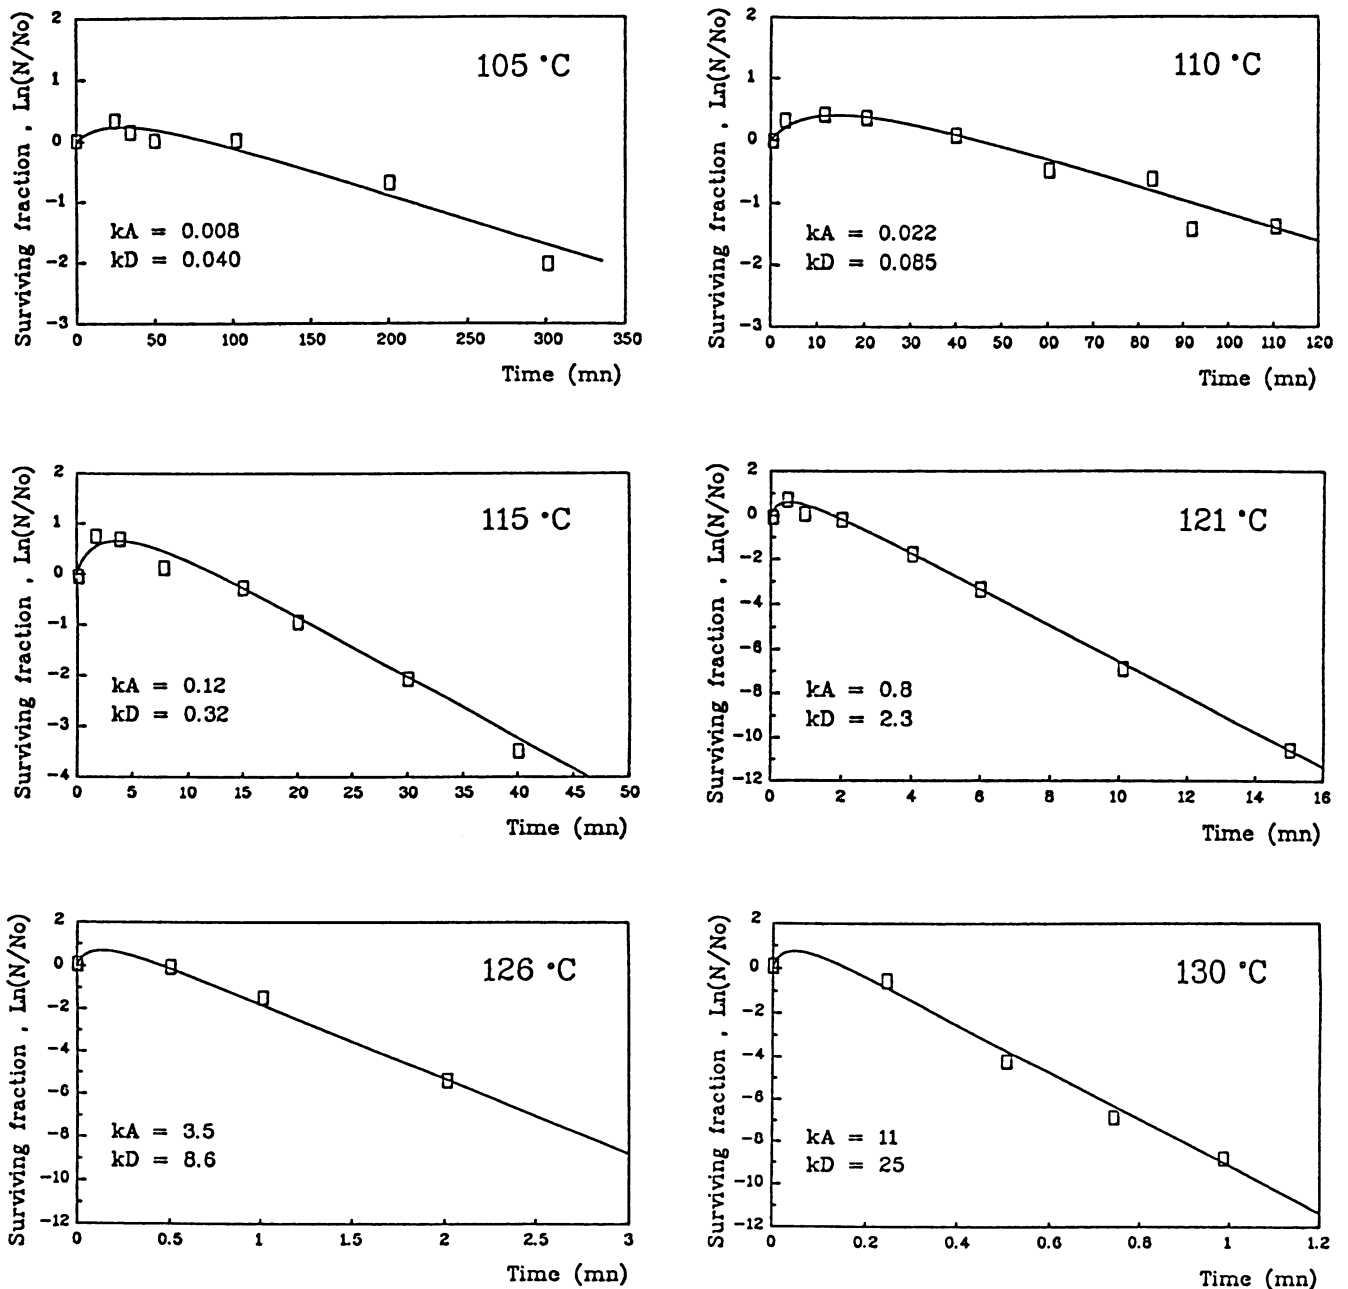 Surviving fraction , Ln(N/No)
2
1
0
-1
-2
-3
105 °C
kA = 0.008
kD = 0.040
0 50 100 150 200 250 300 350
Time (mn)
Surviving fraction , Ln(N/No)
2
1
0
-1
-2
-3
110 °C
kA = 0.022
kD = 0.085
0 10 20 30 40 50 60 70 80 90 100 110 120
Time (mn)
Surviving fraction , Ln(N/No)
2
1
0
-1
-2
-3
-4
115 °C
kA = 0.12
kD = 0.32
0 5 10 15 20 25 30 35 40 45 50
Time (mn)
Surviving fraction , Ln(N/No)
2
0
-2
-4
-6
-8
-10
-12
121 °C
kA = 0.8
kD = 2.3
0 2 4 6 8 10 12 14 16
Time (mn)
Surviving fraction , Ln(N/No)
2
0
-2
-4
-6
-8
-10
-12
126 °C
kA = 3.5
kD = 8.6
0 0.5 1 1.5 2 2.5 3
Time (mn)
Surviving fraction , Ln(N/No)
2
0
-2
-4
-6
-8
-10
-12
130 °C
kA = 11
kD = 25
0 0.2 0.4 0.6 0.8 1 1.2
Time (mn)